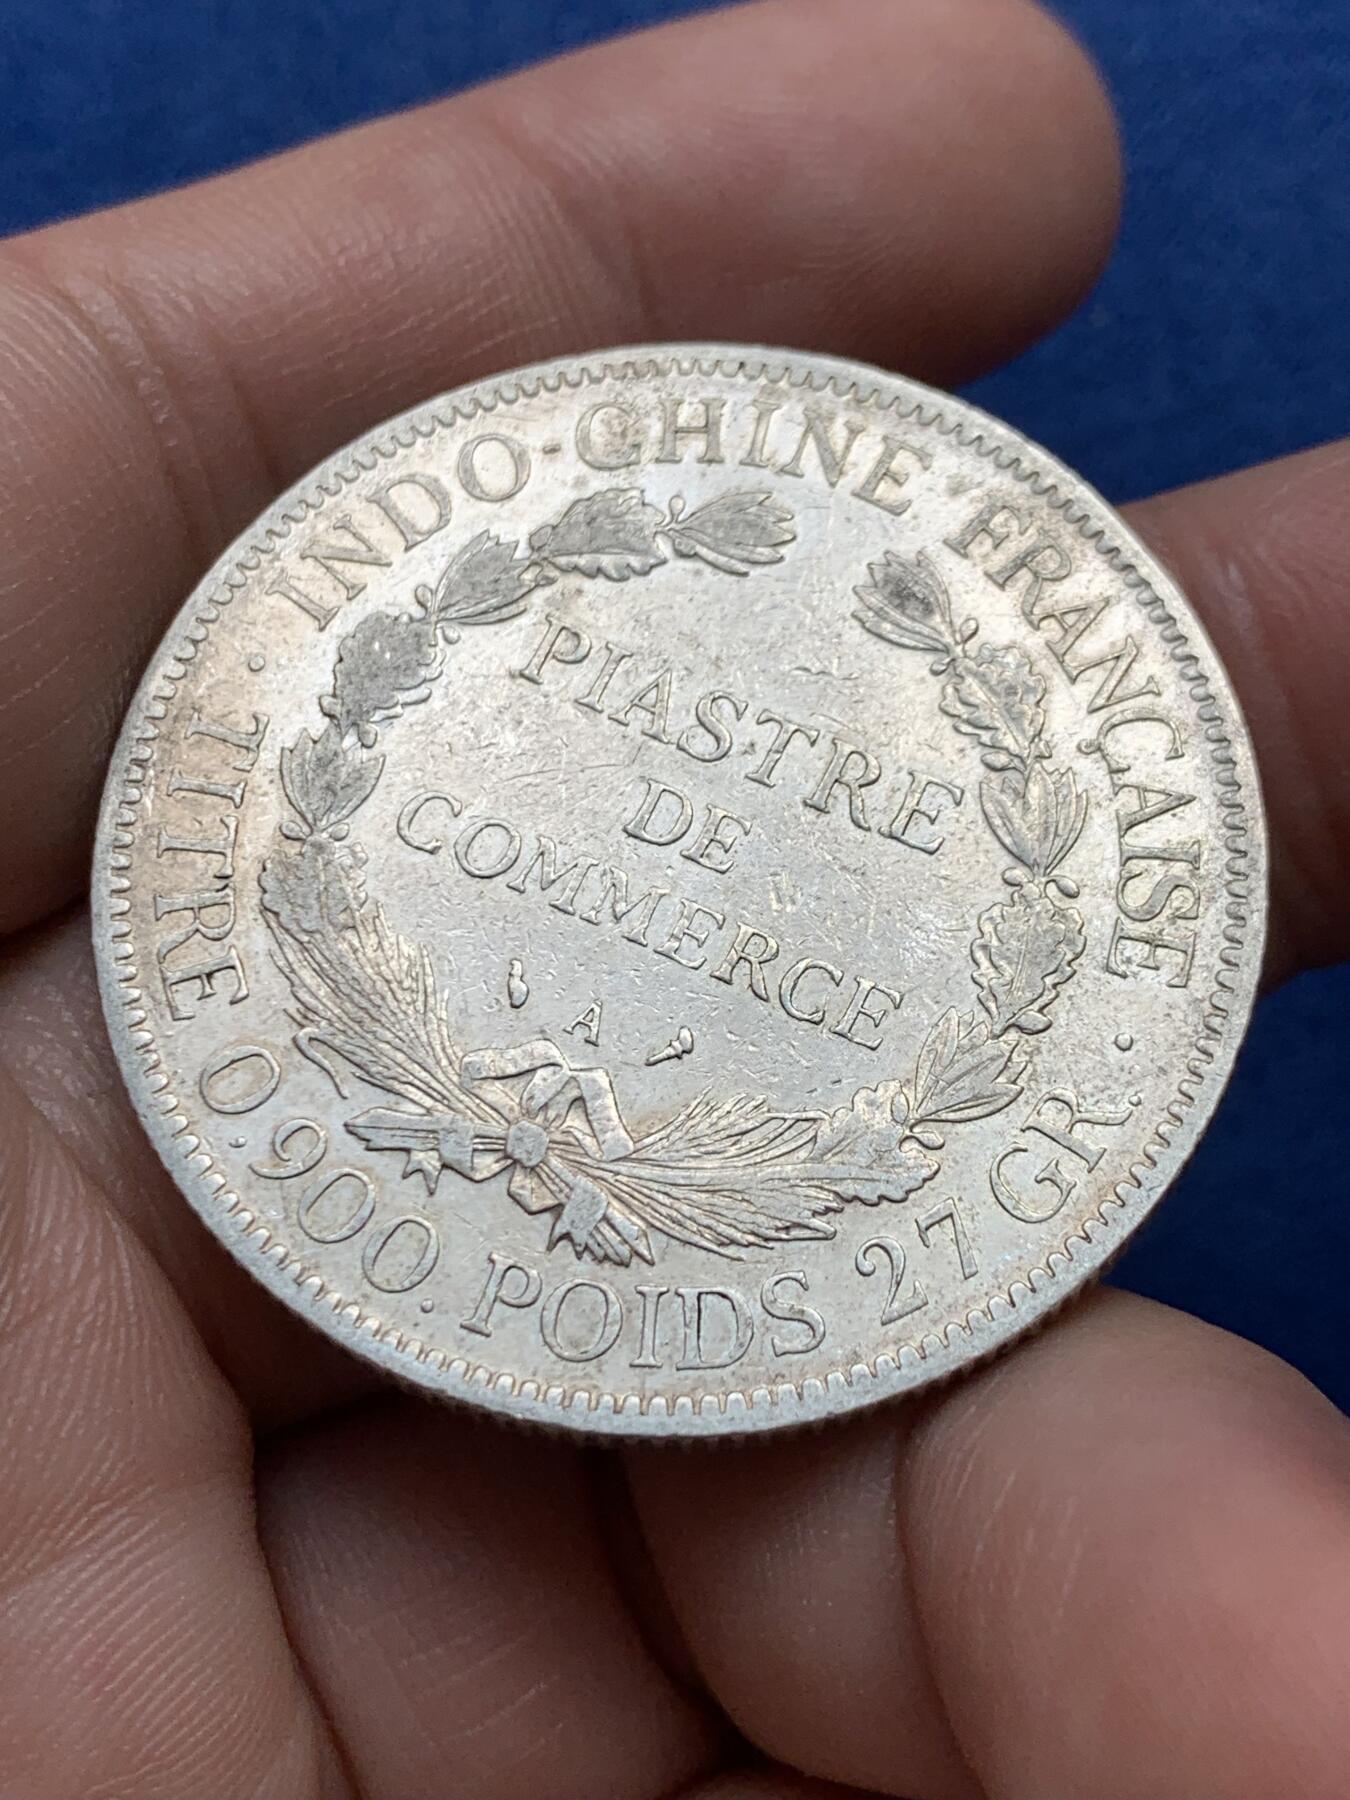 INDO-CHINE FRANÇAISE
PIASTRE
DE
COMMERCE
A
· TITRE 0,900. POIDS 27 GR. ·